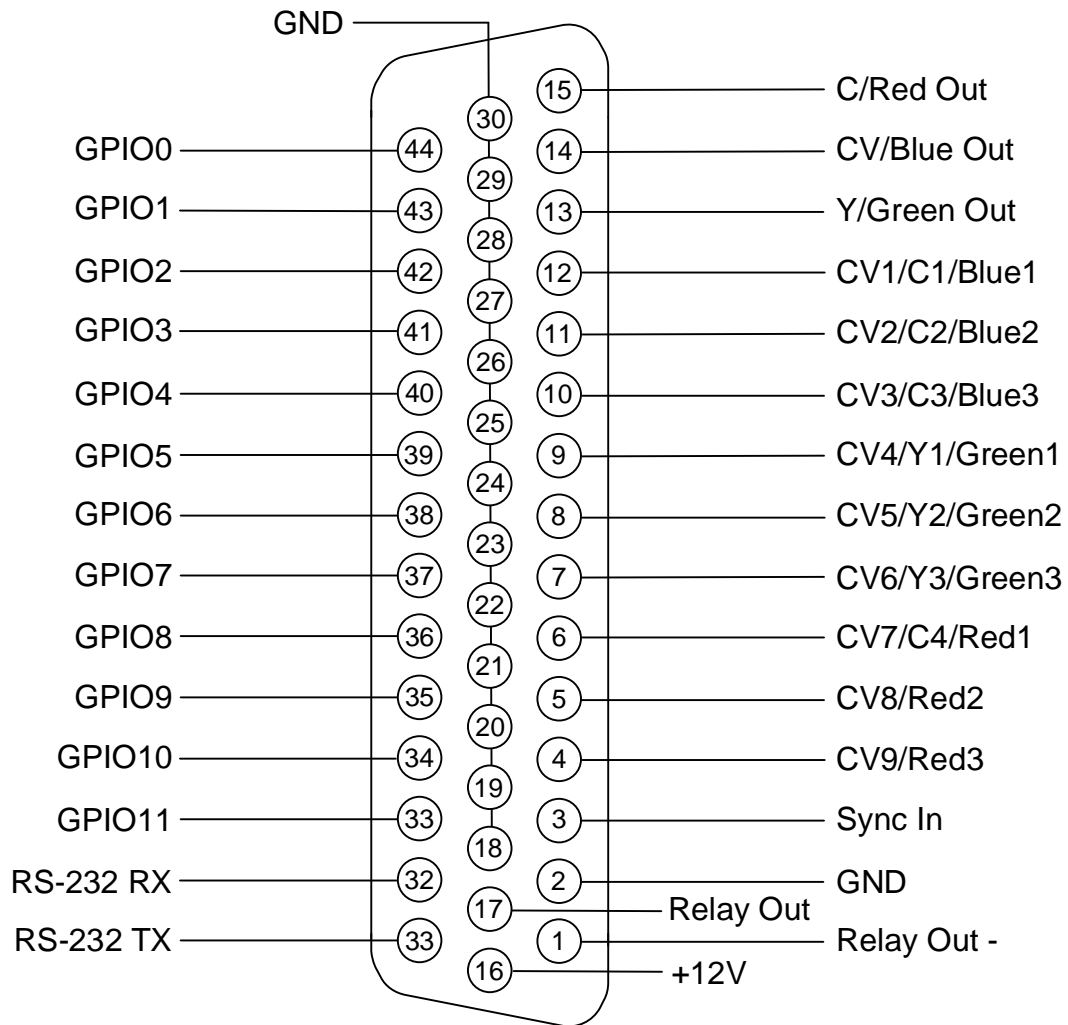 GND
15 C/Red Out
30
GPIO0 44 14 CV/Blue Out
29
GPIO1 43 13 Y/Green Out
28
GPIO2 42 12 CV1/C1/Blue1
27
GPIO3 41 11 CV2/C2/Blue2
26
GPIO4 40 10 CV3/C3/Blue3
25
GPIO5 39 9 CV4/Y1/Green1
24
GPIO6 38 8 CV5/Y2/Green2
23
GPIO7 37 7 CV6/Y3/Green3
22
GPIO8 36 6 CV7/C4/Red1
21
GPIO9 35 5 CV8/Red2
20
GPIO10 34 4 CV9/Red3
19
GPIO11 33 3 Sync In
18
RS-232 RX 32 2 GND
17 Relay Out
RS-232 TX 33 1 Relay Out -
16 +12V